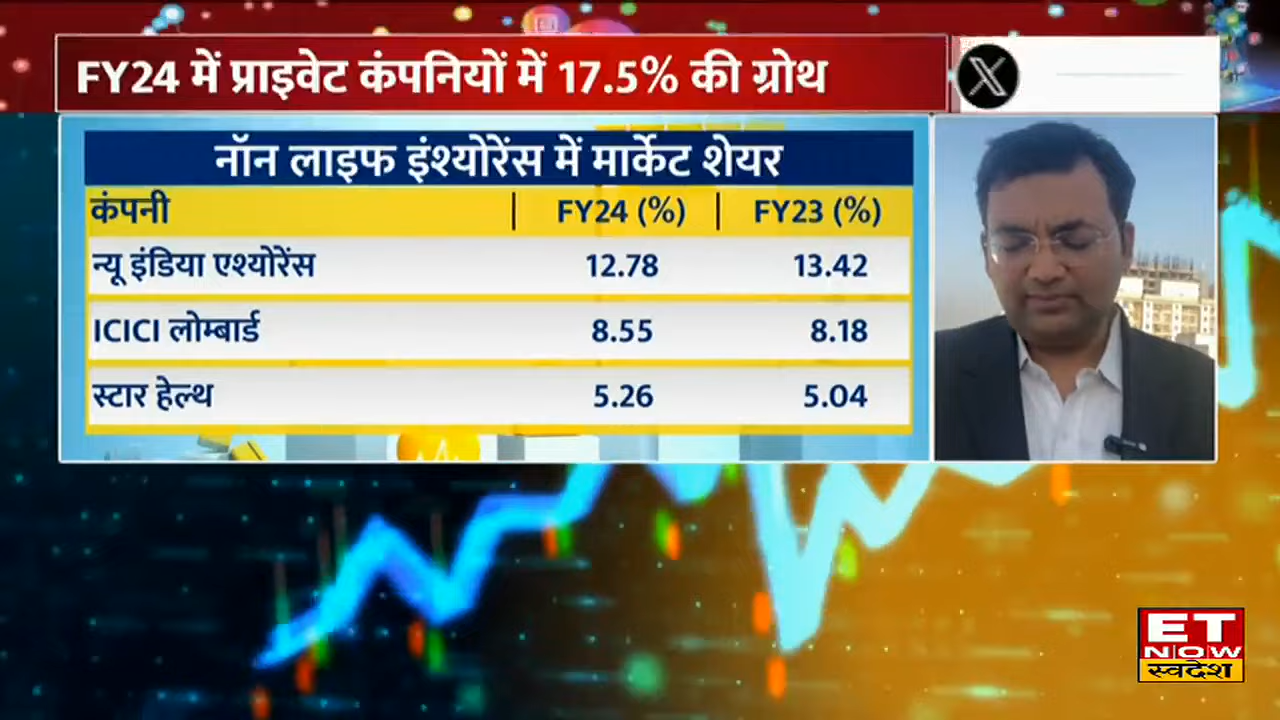 FY24 में प्राइवेट कंपनियों में 17.5% की ग्रोथ
X
नॉन लाइफ इंश्योरेंस में मार्केट शेयर
कंपनी | FY24 (%) | FY23 (%)
न्यू इंडिया एश्योरेंस 12.78 13.42
ICICI लोम्बार्ड 8.55 8.18
स्टार हेल्थ 5.26 5.04
ET
NOW
स्वदेश